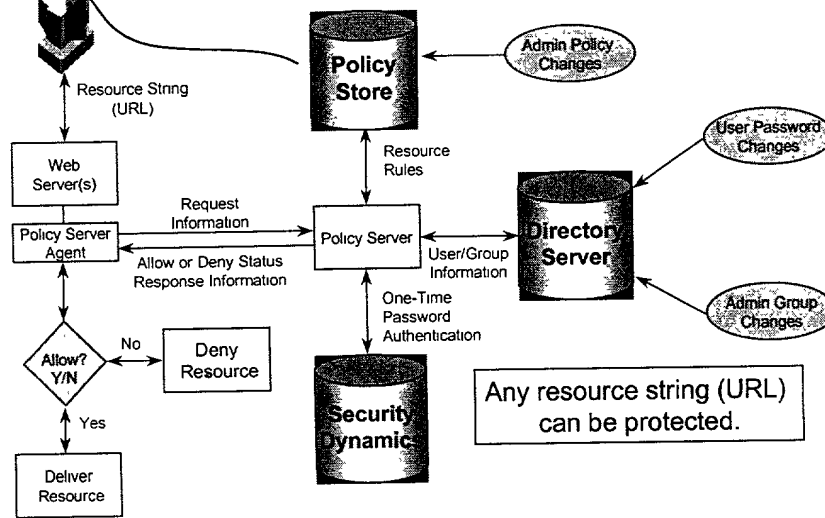 Admin Policy
Changes
Policy
Store
Resource String
(URL)
User Password
Changes
Web
Server(s)
Resource
Rules
Request
Information
Policy Server
Agent
Policy Server
Directory
Server
Allow or Deny Status
Response Information
User/Group
Information
One-Time
Password
Authentication
Admin Group
Changes
Allow?
Y/N
No
Deny
Resource
Any resource string (URL)
can be protected.
Security
Dynamic
Yes
Deliver
Resource